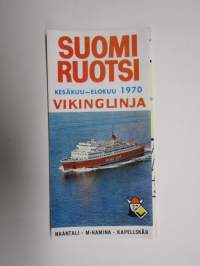 SUOMI
RUOTSI
KESÄKUU–ELOKUU 1970
VIKINGLINJA
NAANTALI - M-HAMINA - KAPELLSKÄR